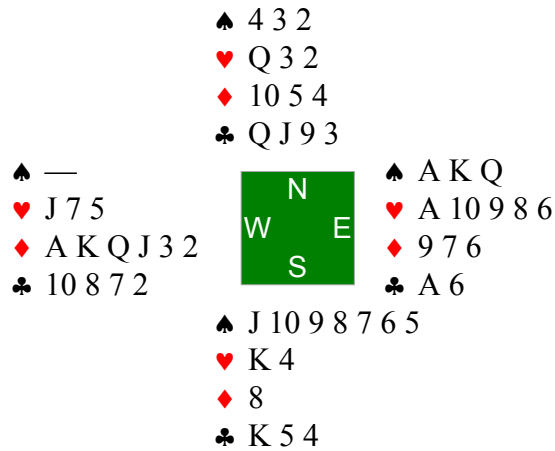 ♠ 4 3 2
♥ Q 3 2
♦ 10 5 4
♣ Q J 9 3
♠ —
♥ J 7 5
♦ A K Q J 3 2
♣ 10 8 7 2
N
W E
S
♠ A K Q
♥ A 10 9 8 6
♦ 9 7 6
♣ A 6
♠ J 10 9 8 7 6 5
♥ K 4
♦ 8
♣ K 5 4